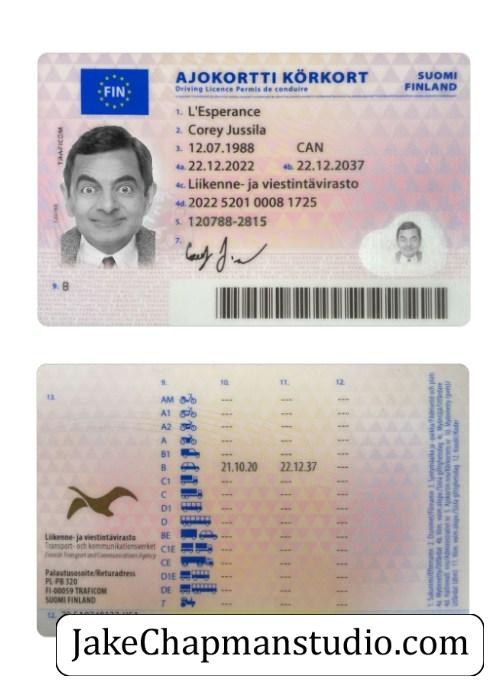 FIN
AJOKORTTI KÖRKORT
Driving Licence Permis de conduire
SUOMI
FINLAND
TRAFICOM
1. L'Esperance
2. Corey Jussila
3. 12.07.1988 CAN
4a. 22.12.2022 4b. 22.12.2037
4c. Liikenne- ja viestintävirasto
4d. 2022 5201 0008 1725
5. 120788-2815
7.
9. B
13.
9. 10. 11. 12.
AM --- --- ---
A1 --- --- ---
A2 --- --- ---
A --- --- ---
B1 --- --- ---
B 21.10.20 22.12.37 ---
C1 --- --- ---
C --- --- ---
D1 --- --- ---
D --- --- ---
BE --- --- ---
C1E --- --- ---
CE --- --- ---
D1E --- --- ---
DE --- --- ---
T --- --- ---
Liikenne- ja viestintävirasto
Transport- och kommunikationsverket
Finnish Transport and Communications Agency
Palautusosoite/Returadress
PL-PB 320
FI-00059 TRAFICOM
SUOMI FINLAND
12.
JakeChapmanstudio.com